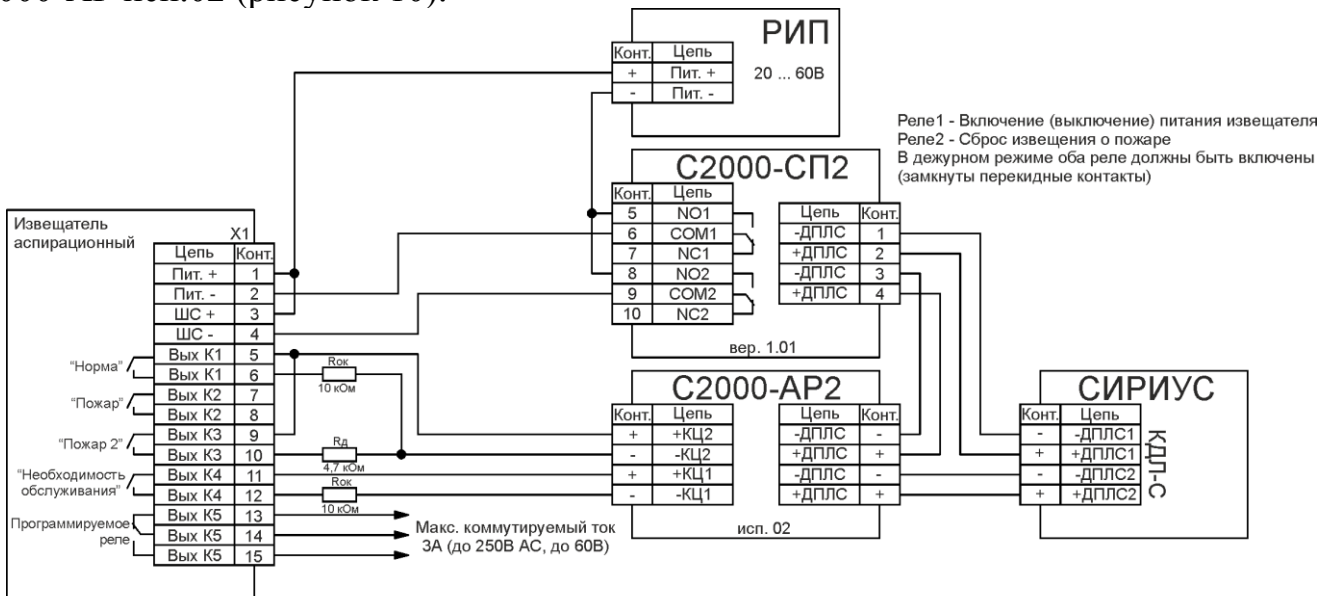 РИП
Конт. Цепь
+ Пит. +
- Пит. -
20 ... 60В
Реле1 - Включение (выключение) питания извещателя
Реле2 - Сброс извещения о пожаре
В дежурном режиме оба реле должны быть включены
(замкнуты перекидные контакты)
С2000-СП2
Конт. Цепь
5 NO1
6 COM1
7 NC1
8 NO2
9 COM2
10 NC2
Цепь Конт.
-ДПЛС 1
+ДПЛС 2
-ДПЛС 3
+ДПЛС 4
вер. 1.01
Извещатель
аспирационный
X1
Цепь Конт.
Пит. + 1
Пит. - 2
ШС + 3
ШС - 4
Вых К1 5
Вых К1 6
Вых К2 7
Вых К2 8
Вых К3 9
Вых К3 10
Вых К4 11
Вых К4 12
Вых К5 13
Вых К5 14
Вых К5 15
"Норма"
"Пожар"
"Пожар 2"
"Необходимость
обслуживания"
Программируемое
реле
Rок
10 кОм
Rд
4,7 кОм
Rок
10 кОм
Макс. коммутируемый ток
3А (до 250В АС, до 60В)
С2000-АР2
Конт. Цепь
+ +КЦ2
- -КЦ2
+ +КЦ1
- -КЦ1
Цепь Конт.
-ДПЛС -
+ДПЛС +
-ДПЛС -
+ДПЛС +
исп. 02
СИРИУС
Конт. Цепь
- -ДПЛС1
+ +ДПЛС1
- -ДПЛС2
+ +ДПЛС2
КДЛ-С